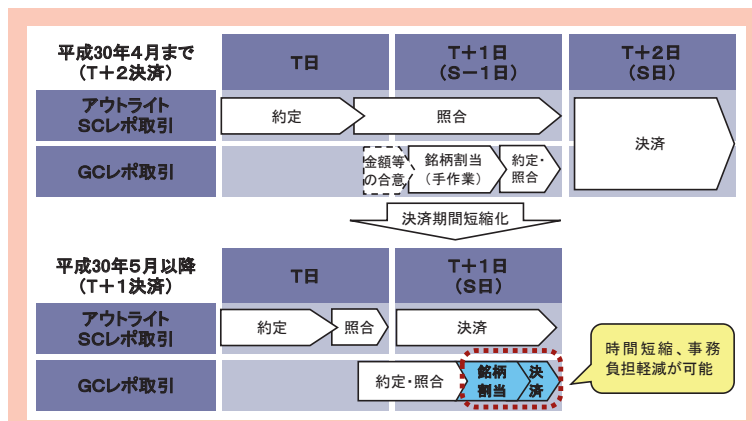 平成30年4月まで
（T＋2決済）
T日
T＋1日
（S－1日）
T＋2日
（S日）
アウトライト
SCレポ取引
約定
照合
決済
GCレポ取引
金額等
の合意
銘柄割当
（手作業）
約定・
照合
決済期間短縮化
平成30年5月以降
（T＋1決済）
T日
T＋1日
（S日）
アウトライト
SCレポ取引
約定
照合
決済
GCレポ取引
約定・照合
銘柄
割当
決
済
時間短縮、事務
負担軽減が可能